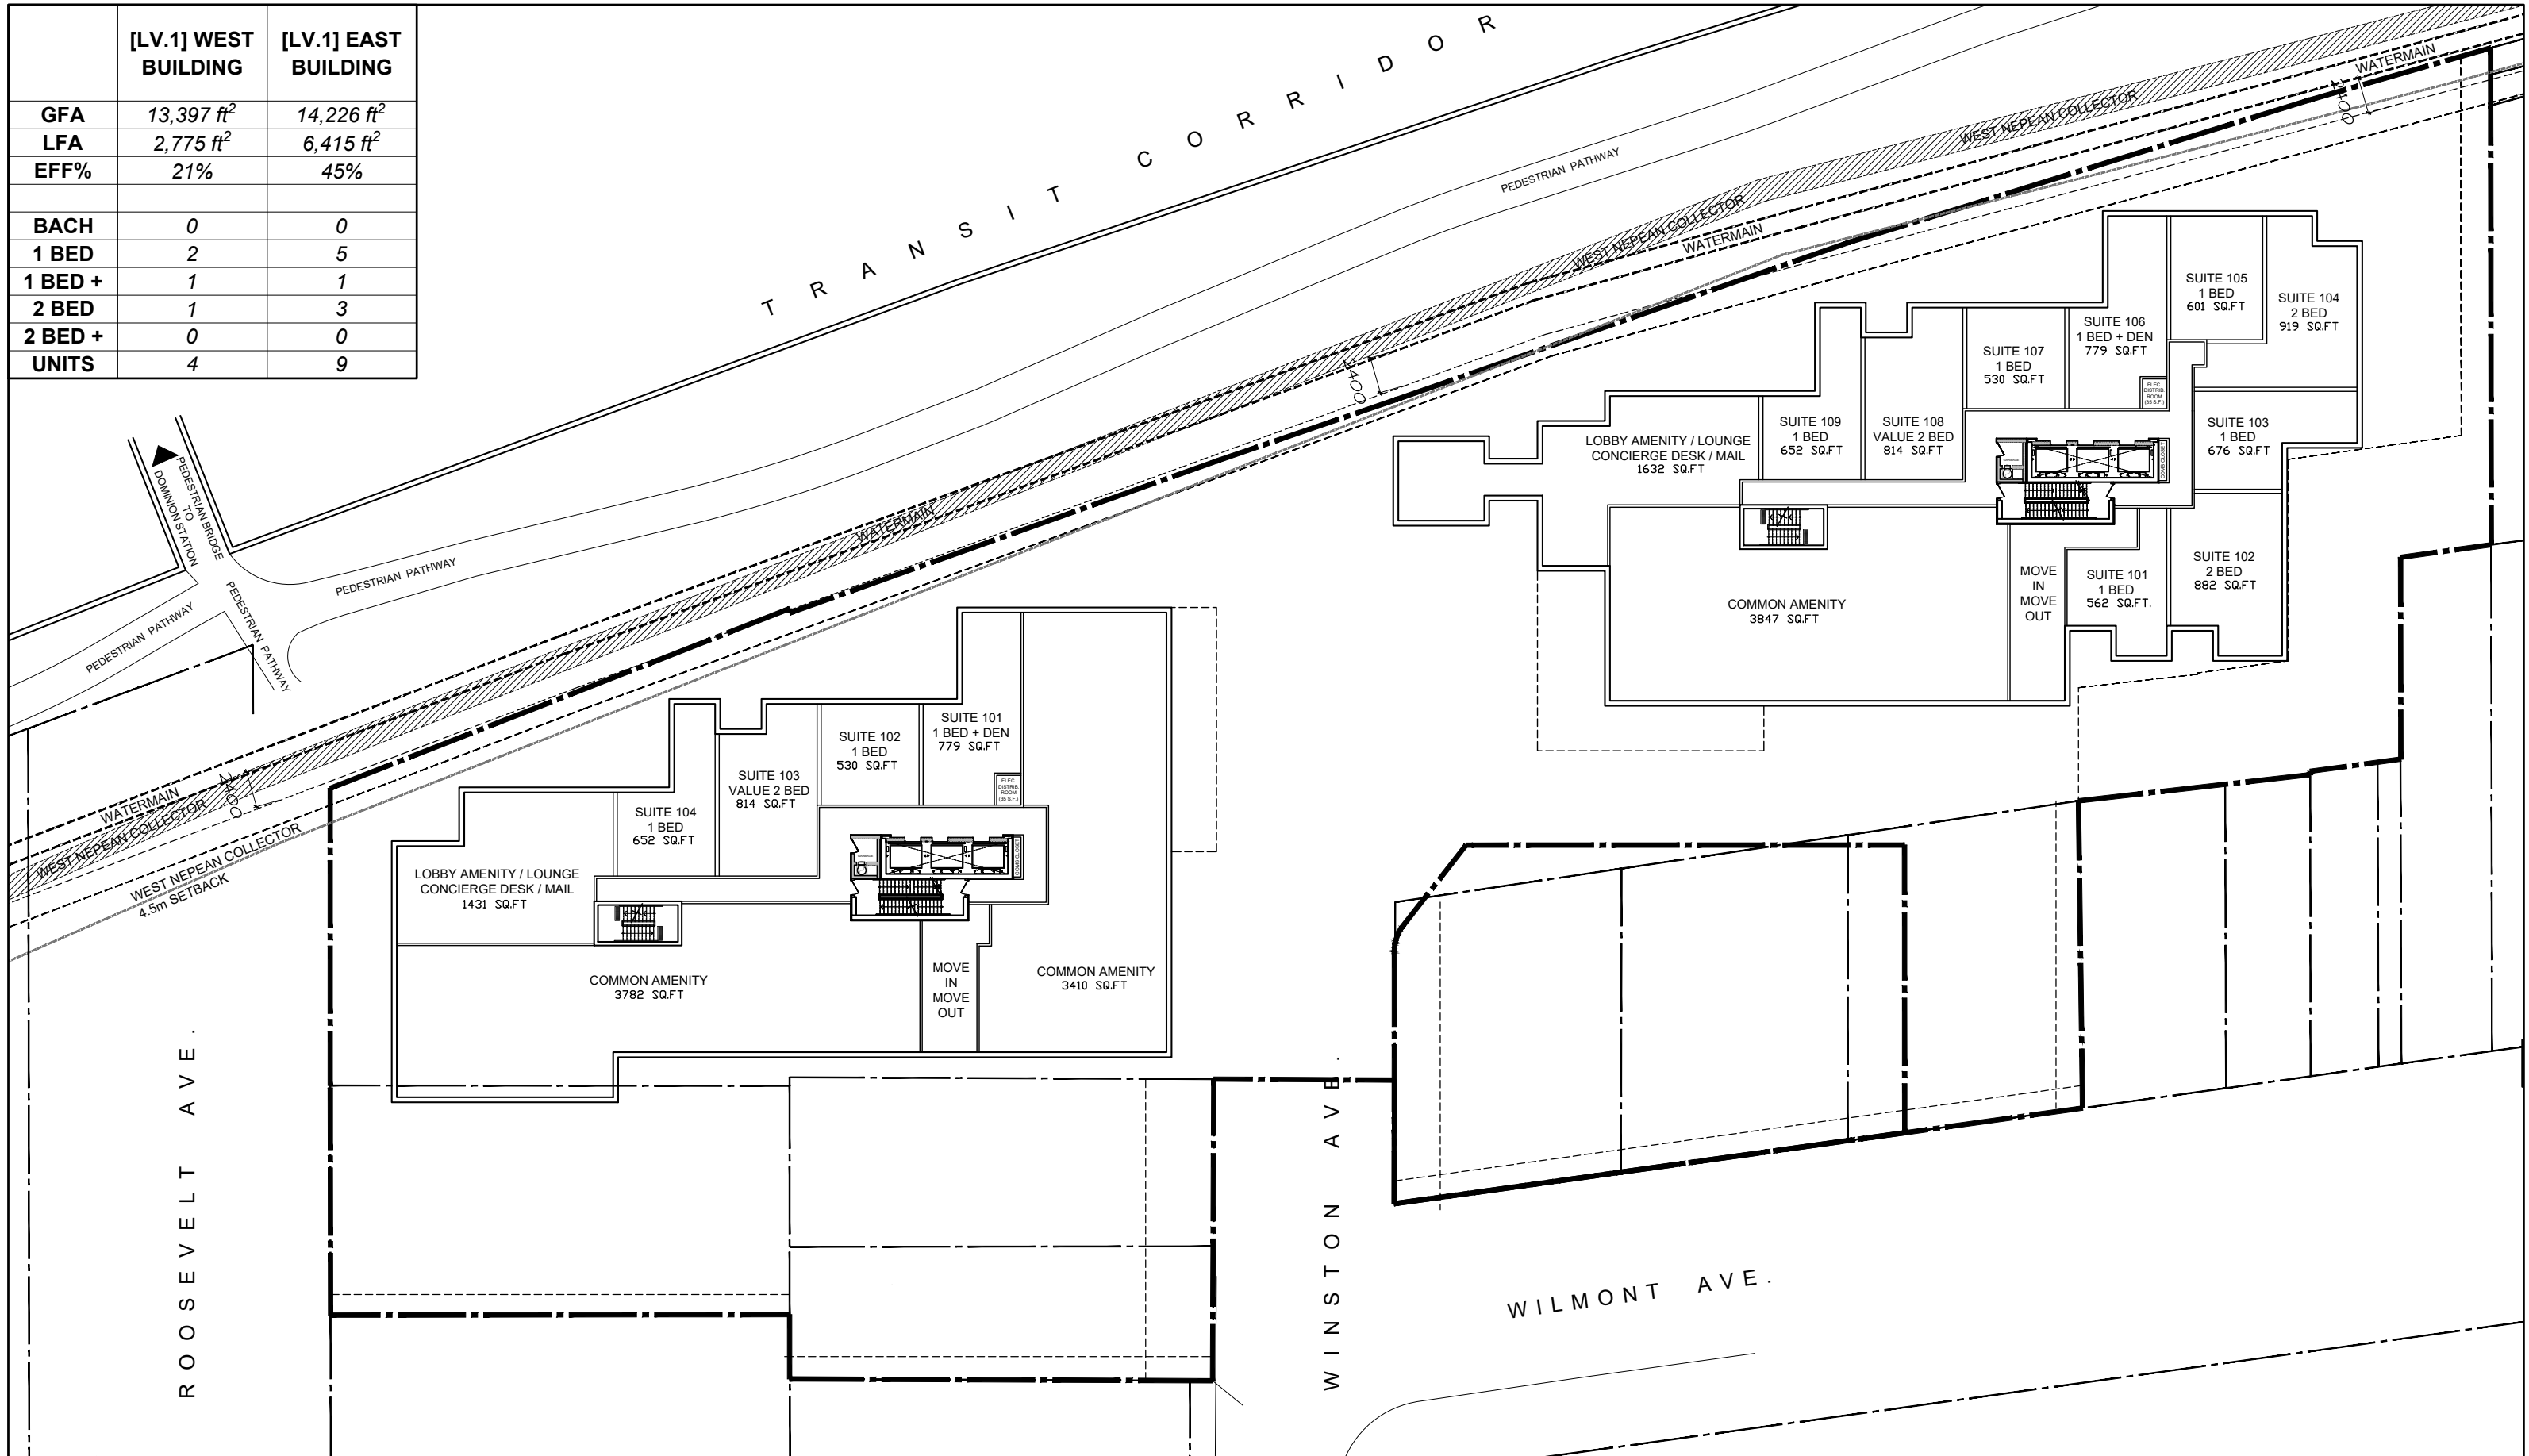 [LV.1] WEST BUILDING [LV.1] EAST BUILDING
GFA 13,397 ft² 14,226 ft²
LFA 2,775 ft² 6,415 ft²
EFF% 21% 45%
BACH 0 0
1 BED 2 5
1 BED + 1 1
2 BED 1 3
2 BED + 0 0
UNITS 4 9
TRANSIT CORRIDOR
WATERMAIN
2400
WEST NEPEAN COLLECTOR
PEDESTRIAN PATHWAY
WEST NEPEAN COLLECTOR
WATERMAIN
2400
WATERMAIN
PEDESTRIAN BRIDGE
TO
DOMINION STATION
PEDESTRIAN PATHWAY
PEDESTRIAN PATHWAY
PEDESTRIAN PATHWAY
2400
WATERMAIN
WEST NEPEAN COLLECTOR
WEST NEPEAN COLLECTOR
4.5m SETBACK
SUITE 105
1 BED
601 SQ.FT
SUITE 104
2 BED
919 SQ.FT
SUITE 106
1 BED + DEN
779 SQ.FT
SUITE 107
1 BED
530 SQ.FT
ELEC.
DISTRIB.
ROOM
(35 S.F.)
LOBBY AMENITY / LOUNGE
CONCIERGE DESK / MAIL
1632 SQ.FT
SUITE 109
1 BED
652 SQ.FT
SUITE 108
VALUE 2 BED
814 SQ.FT
SUITE 103
1 BED
676 SQ.FT
COMMON AMENITY
3847 SQ.FT
MOVE
IN
MOVE
OUT
SUITE 101
1 BED
562 SQ.FT.
SUITE 102
2 BED
882 SQ.FT
SUITE 101
1 BED + DEN
779 SQ.FT
SUITE 102
1 BED
530 SQ.FT
SUITE 103
VALUE 2 BED
814 SQ.FT
ELEC.
DISTRIB.
ROOM
(35 S.F.)
SUITE 104
1 BED
652 SQ.FT
LOBBY AMENITY / LOUNGE
CONCIERGE DESK / MAIL
1431 SQ.FT
COMMON AMENITY
3782 SQ.FT
MOVE
IN
MOVE
OUT
COMMON AMENITY
3410 SQ.FT
ROOSEVELT AVE.
WINSTON AVE.
WILMONT AVE.